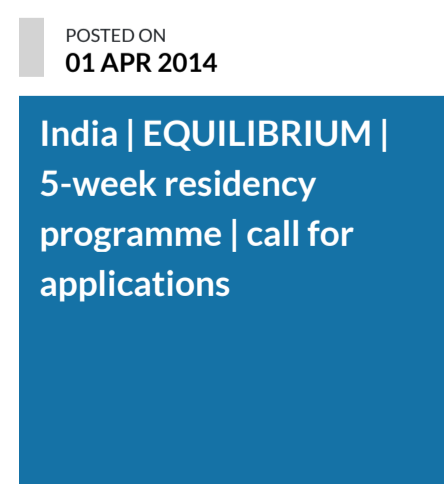 POSTED ON
01 APR 2014
India | EQUILIBRIUM |
5-week residency
programme | call for
applications